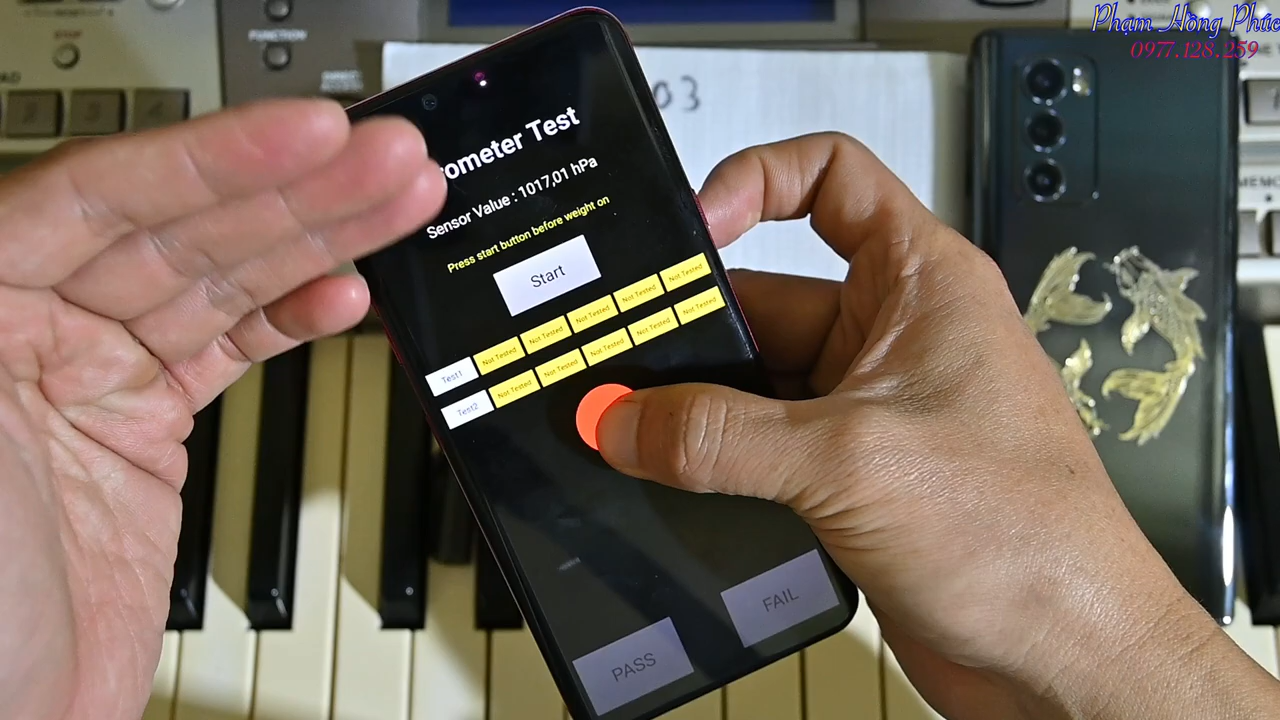 Phạm Hồng Phúc
0977.128.259
STOP
FUNCTION
03
rometer Test
Sensor Value : 1017,01 hPa
Press start button before weight on
Start
Test1 Not Tested Not Tested Not Tested Not Tested Not Tested
Test2 Not Tested Not Tested Not Tested Not Tested Not Tested
PASS
FAIL